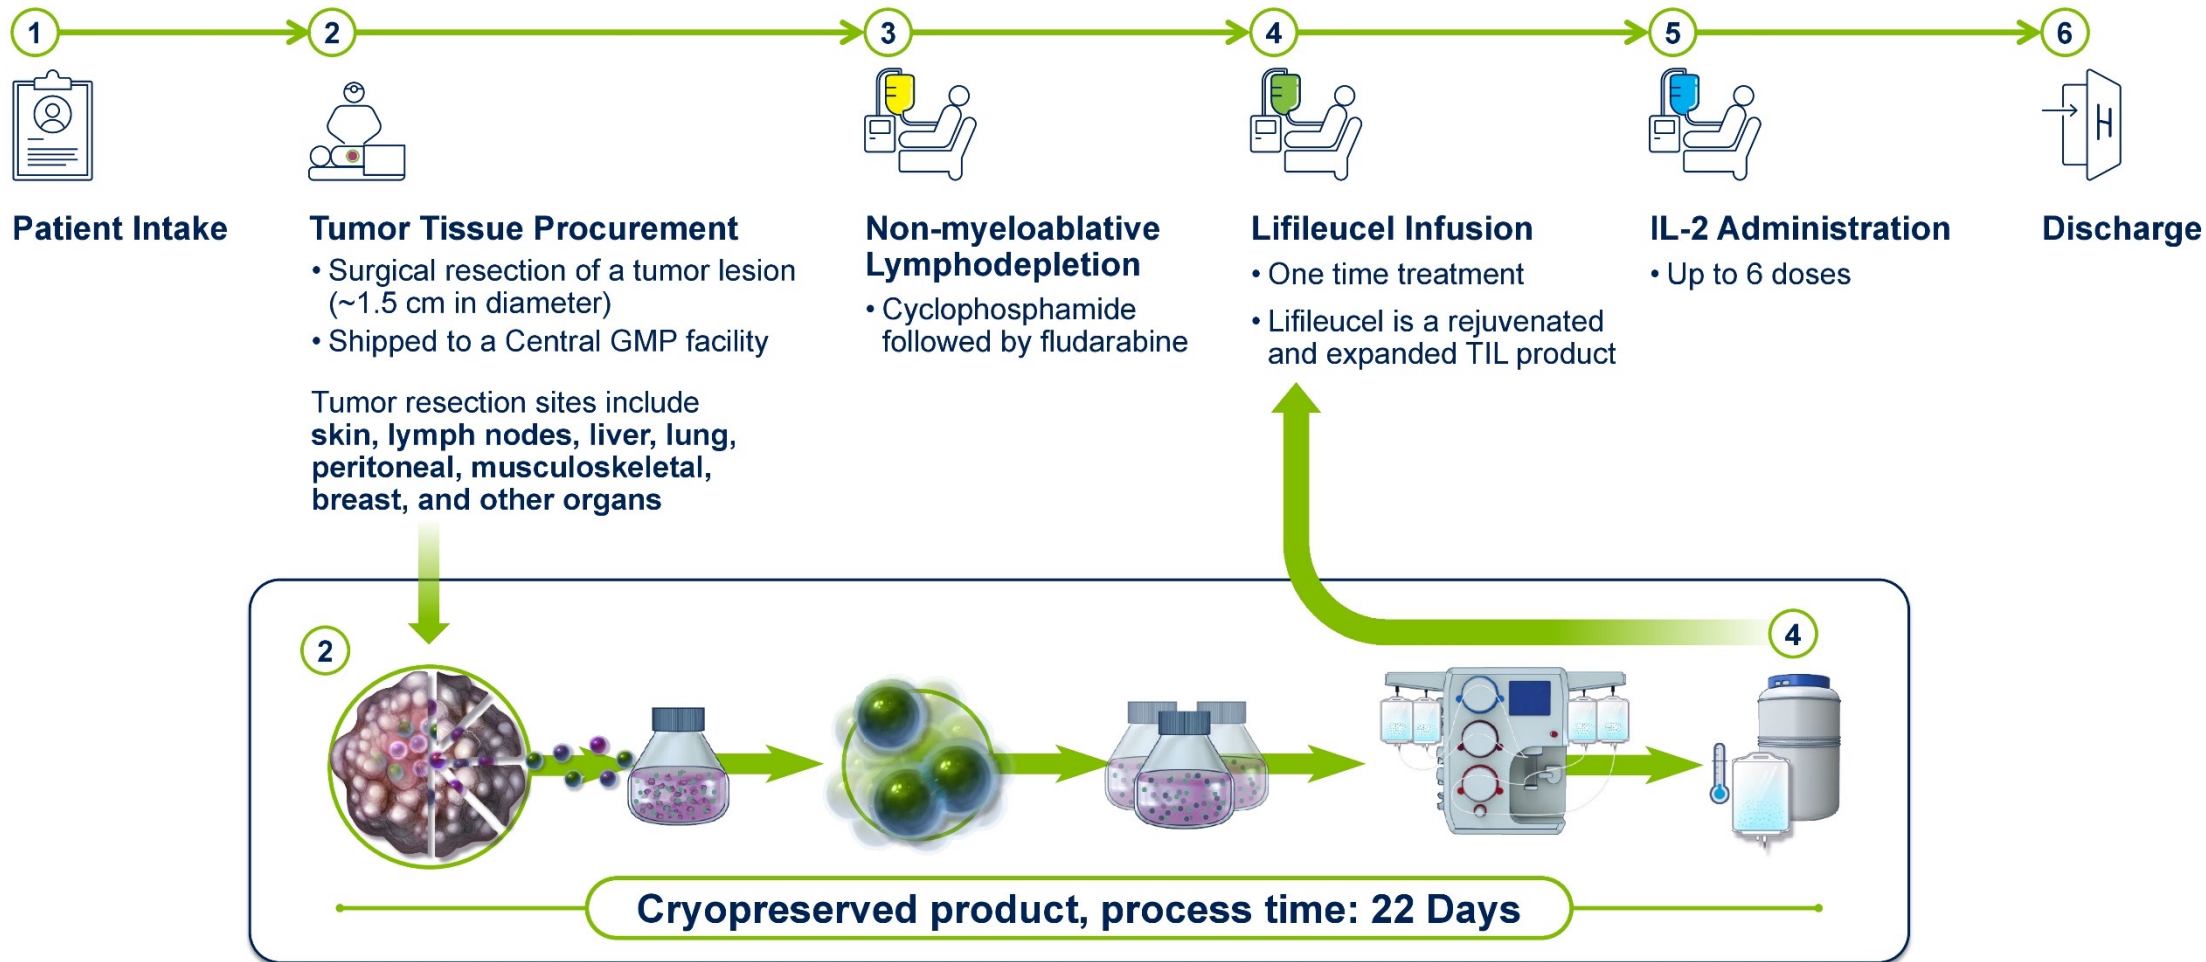 1
2
3
4
5
6
Patient Intake
Tumor Tissue Procurement
• Surgical resection of a tumor lesion
(~1.5 cm in diameter)
• Shipped to a Central GMP facility
Tumor resection sites include
skin, lymph nodes, liver, lung,
peritoneal, musculoskeletal,
breast, and other organs
Non-myeloablative
Lymphodepletion
• Cyclophosphamide
followed by fludarabine
Lifileucel Infusion
• One time treatment
• Lifileucel is a rejuvenated
and expanded TIL product
IL-2 Administration
• Up to 6 doses
H
Discharge
2
4
Cryopreserved product, process time: 22 Days